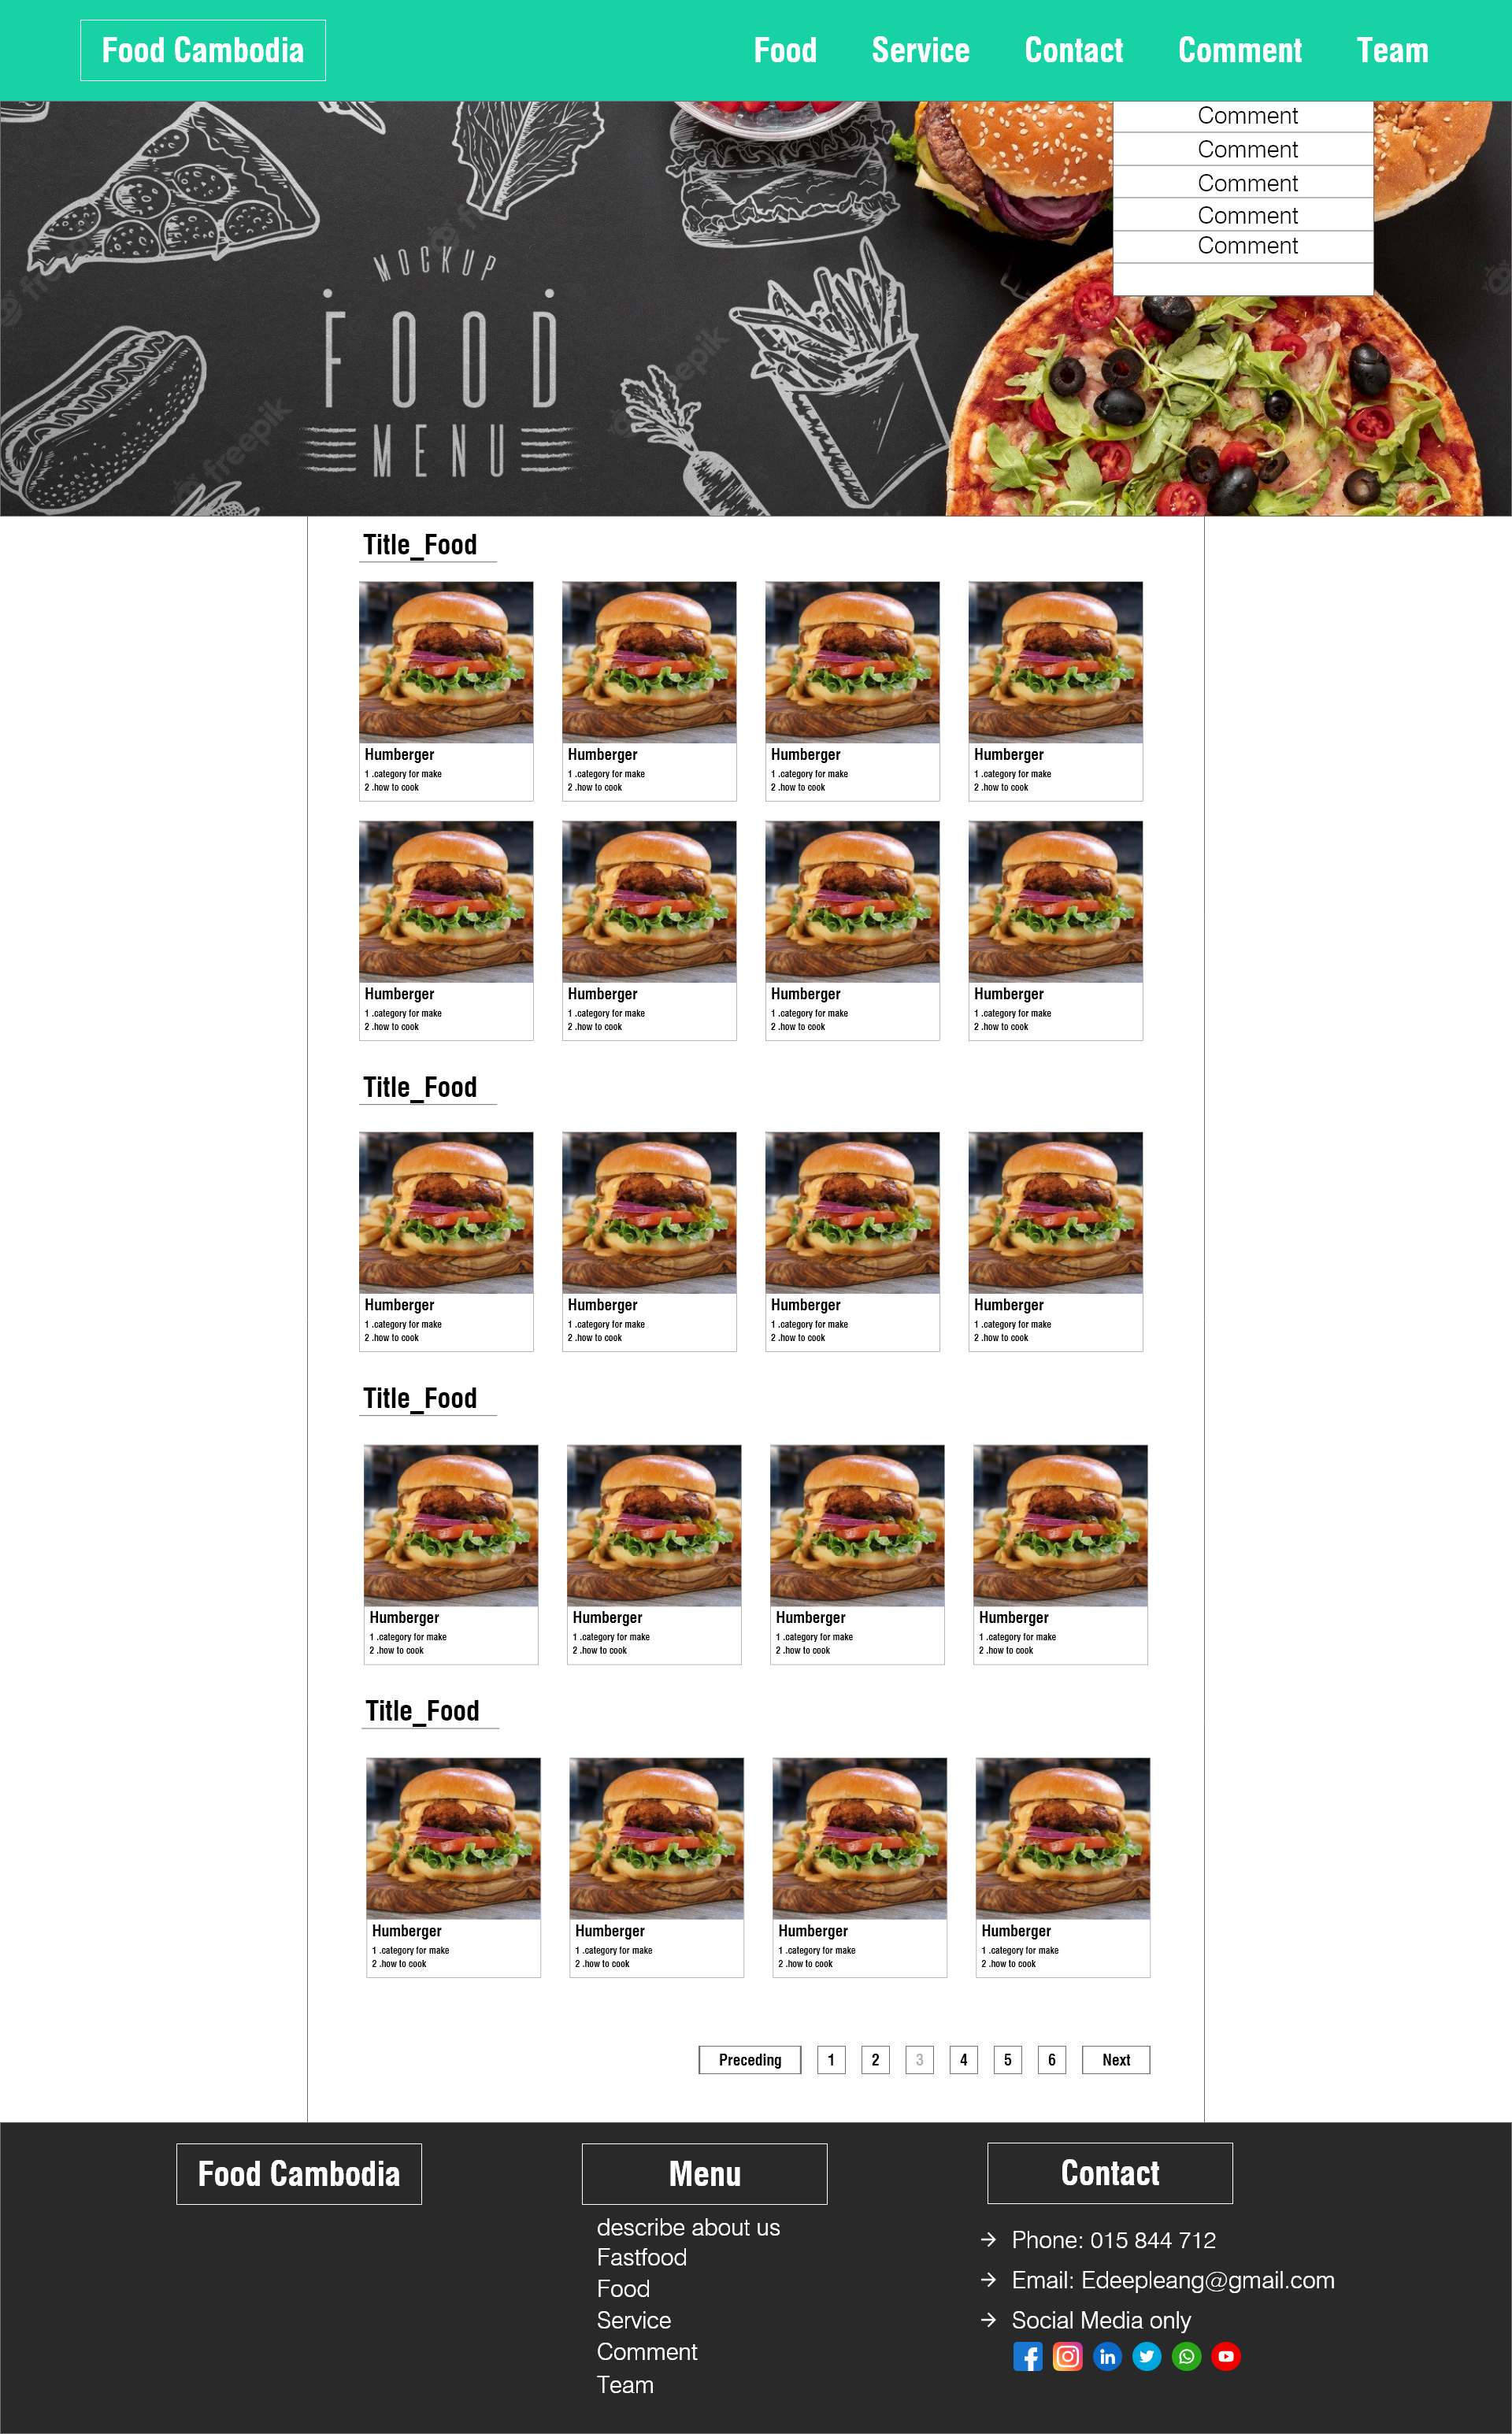 Food Cambodia
Food Service Contact Comment Team
Comment
Comment
Comment
Comment
Comment
MOCKUP
FOOD
MENU
freepik
freepik
Title_Food
Humberger Humberger Humberger Humberger
1 .category for make 1 .category for make 1 .category for make 1 .category for make
2 .how to cook 2 .how to cook 2 .how to cook 2 .how to cook
Humberger Humberger Humberger Humberger
1 .category for make 1 .category for make 1 .category for make 1 .category for make
2 .how to cook 2 .how to cook 2 .how to cook 2 .how to cook
Title_Food
Humberger Humberger Humberger Humberger
1 .category for make 1 .category for make 1 .category for make 1 .category for make
2 .how to cook 2 .how to cook 2 .how to cook 2 .how to cook
Title_Food
Humberger Humberger Humberger Humberger
1 .category for make 1 .category for make 1 .category for make 1 .category for make
2 .how to cook 2 .how to cook 2 .how to cook 2 .how to cook
Title_Food
Humberger Humberger Humberger Humberger
1 .category for make 1 .category for make 1 .category for make 1 .category for make
2 .how to cook 2 .how to cook 2 .how to cook 2 .how to cook
Preceding 1 2 3 4 5 6 Next
Food Cambodia
Menu
describe about us
Fastfood
Food
Service
Comment
Team
Contact
Phone: 015 844 712
Email: Edeepleang@gmail.com
Social Media only